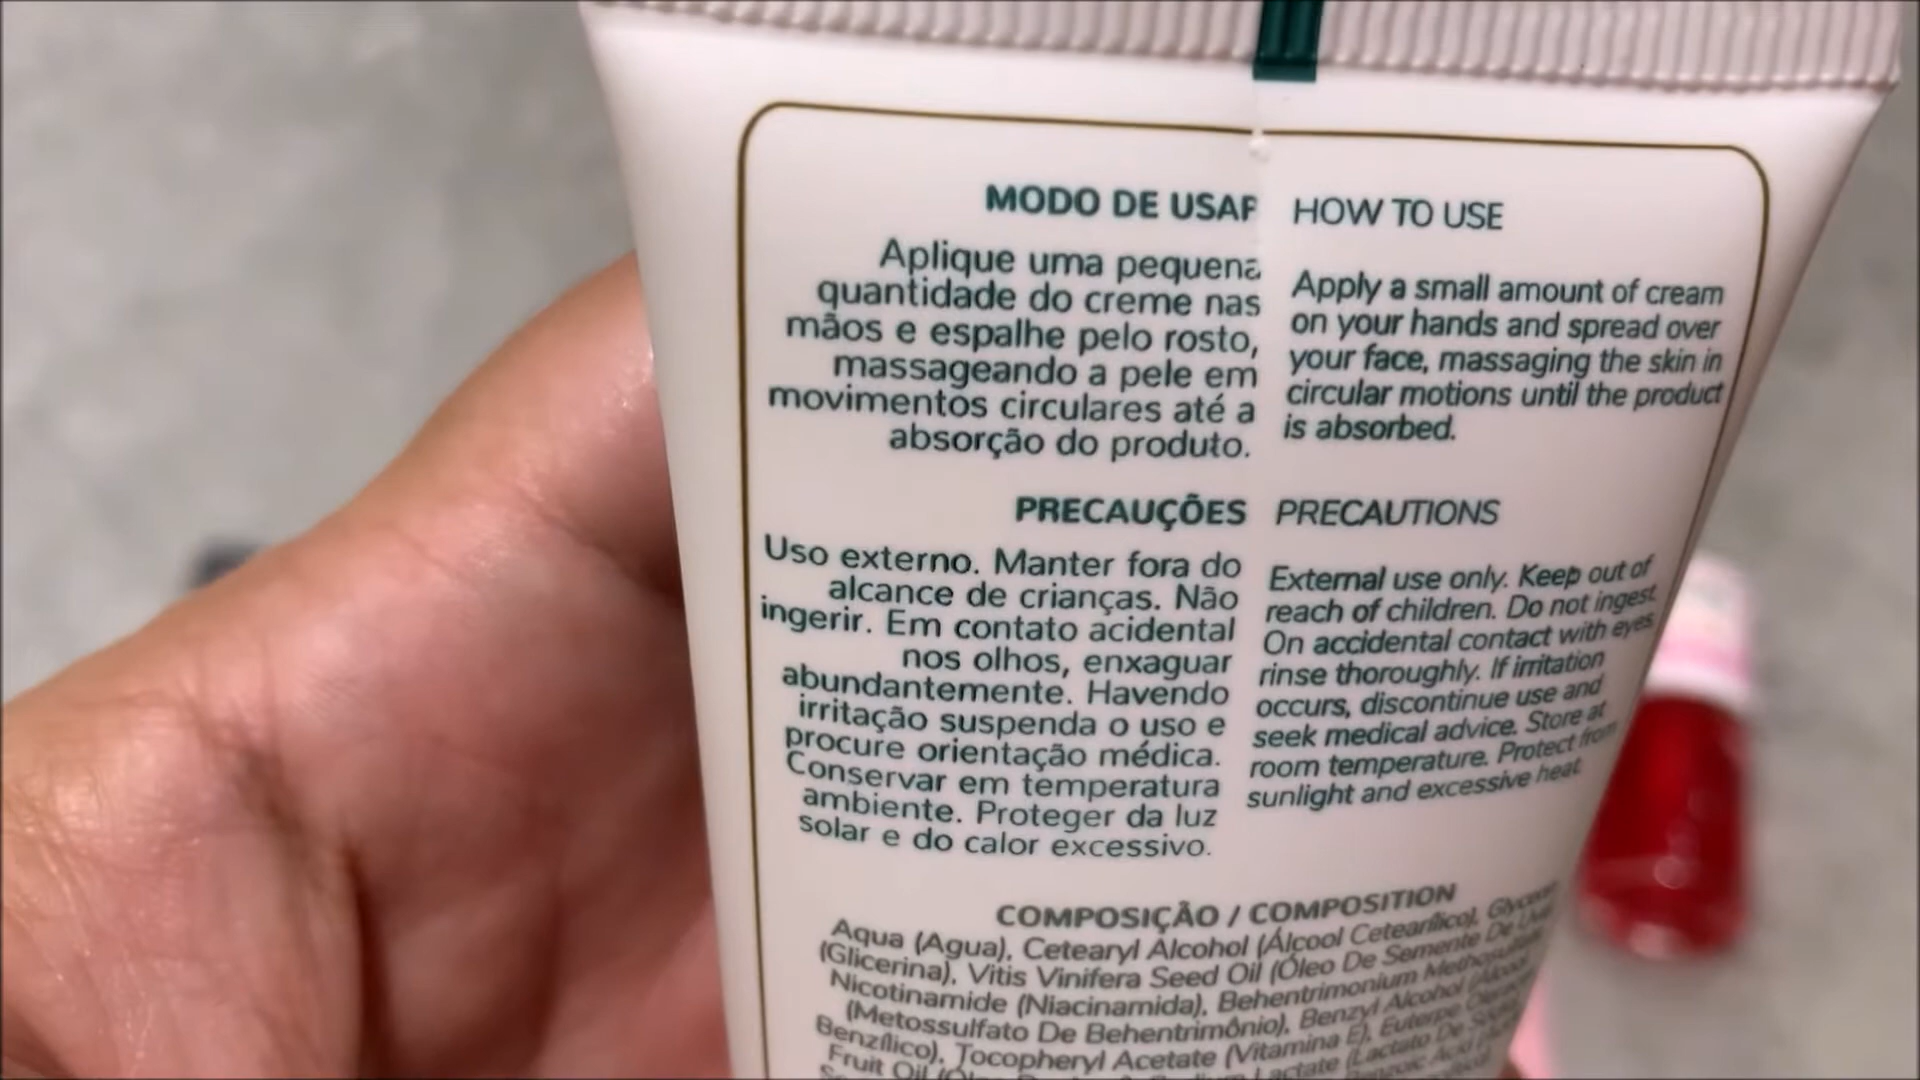 MODO DE USAR
Aplique uma pequena
quantidade do creme nas
mãos e espalhe pelo rosto,
massageando a pele em
movimentos circulares até a
absorção do produto.
PRECAUÇÕES
Uso externo. Manter fora do
alcance de crianças. Não
ingerir. Em contato acidental
nos olhos, enxaguar
abundantemente. Havendo
irritação suspenda o uso e
procure orientação médica.
Conservar em temperatura
ambiente. Proteger da luz
solar e do calor excessivo.
HOW TO USE
Apply a small amount of cream
on your hands and spread over
your face, massaging the skin in
circular motions until the product
is absorbed.
PRECAUTIONS
External use only. Keep out of
reach of children. Do not ingest.
On accidental contact with eyes
rinse thoroughly. If irritation
occurs, discontinue use and
seek medical advice. Store at
room temperature. Protect from
sunlight and excessive heat.
COMPOSIÇÃO / COMPOSITION
Aqua (Agua), Cetearyl Alcohol (Álcool Cetearílico),
(Glicerina), Vitis Vinifera Seed Oil (Óleo De Semente De
Nicotinamide (Niacinamida), Behentrimonium
(Metossulfato De Behentrimônio), Benzyl Alcohol (Álcool
Benzílico), Tocopheryl Acetate (Vitamina E), Euterpe
Fruit Oil Lactate (Lactato De